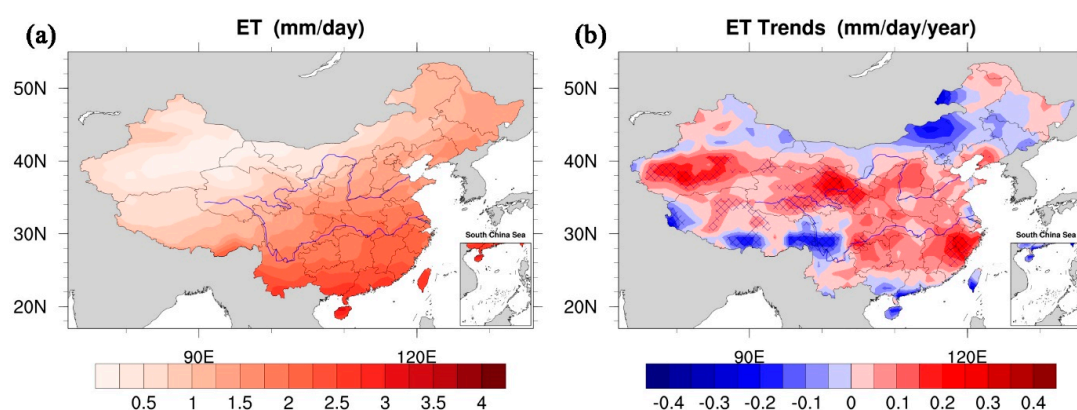 (a) ET (mm/day)
50N
40N
30N
20N
South China Sea
90E 120E
0.5 1 1.5 2 2.5 3 3.5 4
(b) ET Trends (mm/day/year)
50N
40N
30N
20N
South China Sea
90E 120E
-0.4 -0.3 -0.2 -0.1 0 0.1 0.2 0.3 0.4